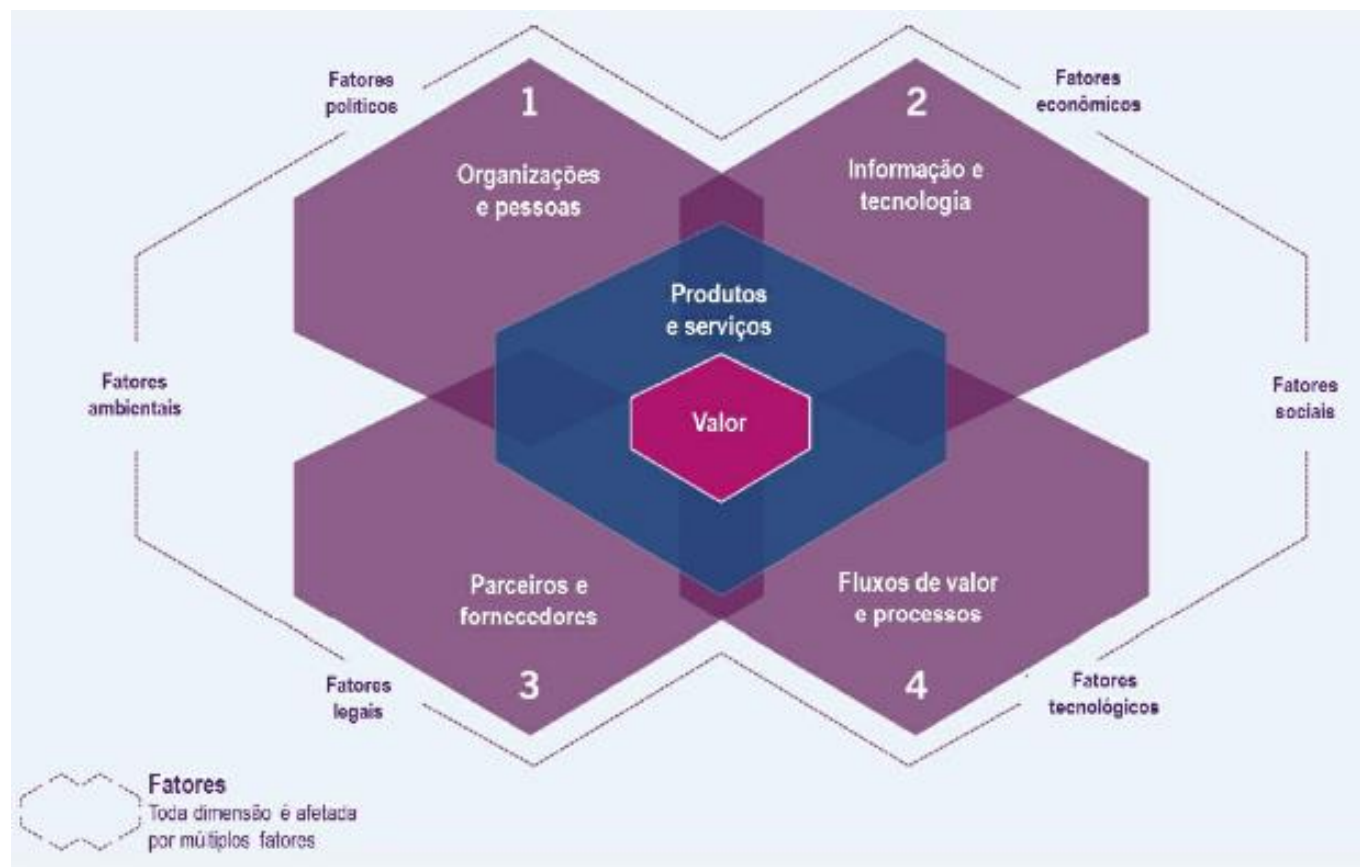 Fatores
políticos
1
Organizações
e pessoas
2
Informação e
tecnologia
Fatores
econômicos
Produtos
e serviços
Valor
Fatores
ambientais
Fatores
sociais
Parceiros e
fornecedores
3
Fluxos de valor
e processos
4
Fatores
legais
Fatores
tecnológicos
Fatores
Toda dimensão é afetada
por múltiplos fatores